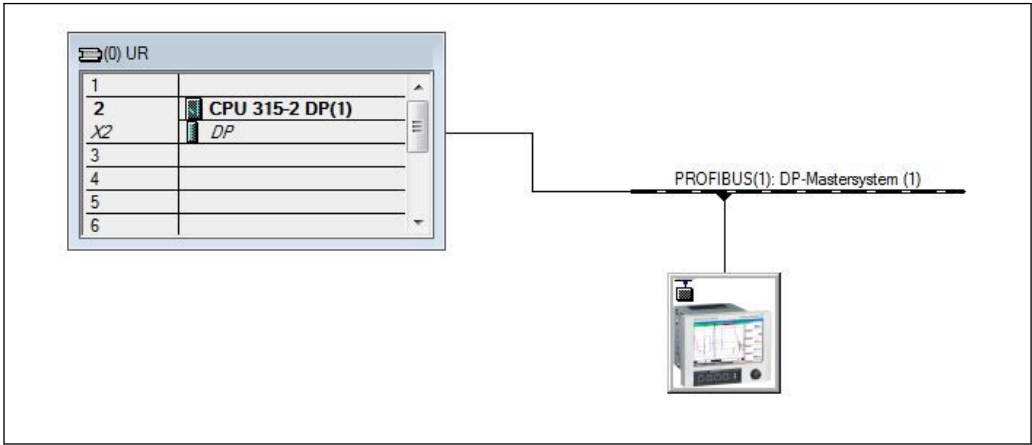 (0) UR
1
2 CPU 315-2 DP(1)
X2 DP
3
4
5
6
PROFIBUS(1): DP-Mastersystem (1)